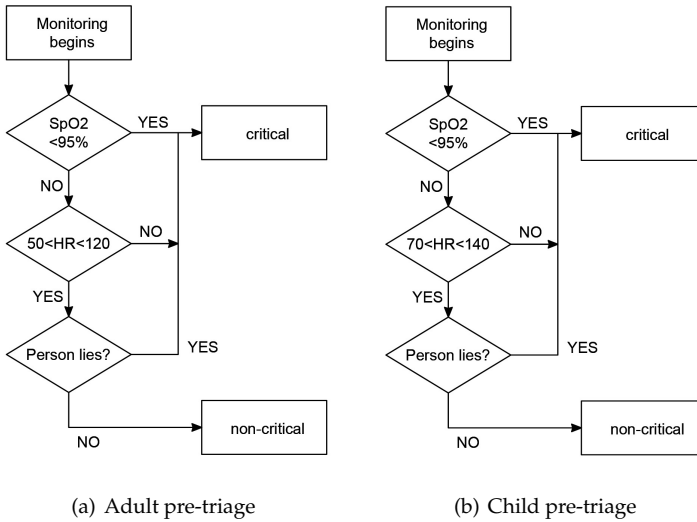 Monitoring
begins
SpO2
<95%
YES
critical
NO
50<HR<120
NO
YES
Person lies?
YES
NO
non-critical
(a) Adult pre-triage
Monitoring
begins
SpO2
<95%
YES
critical
NO
70<HR<140
NO
YES
Person lies?
YES
NO
non-critical
(b) Child pre-triage